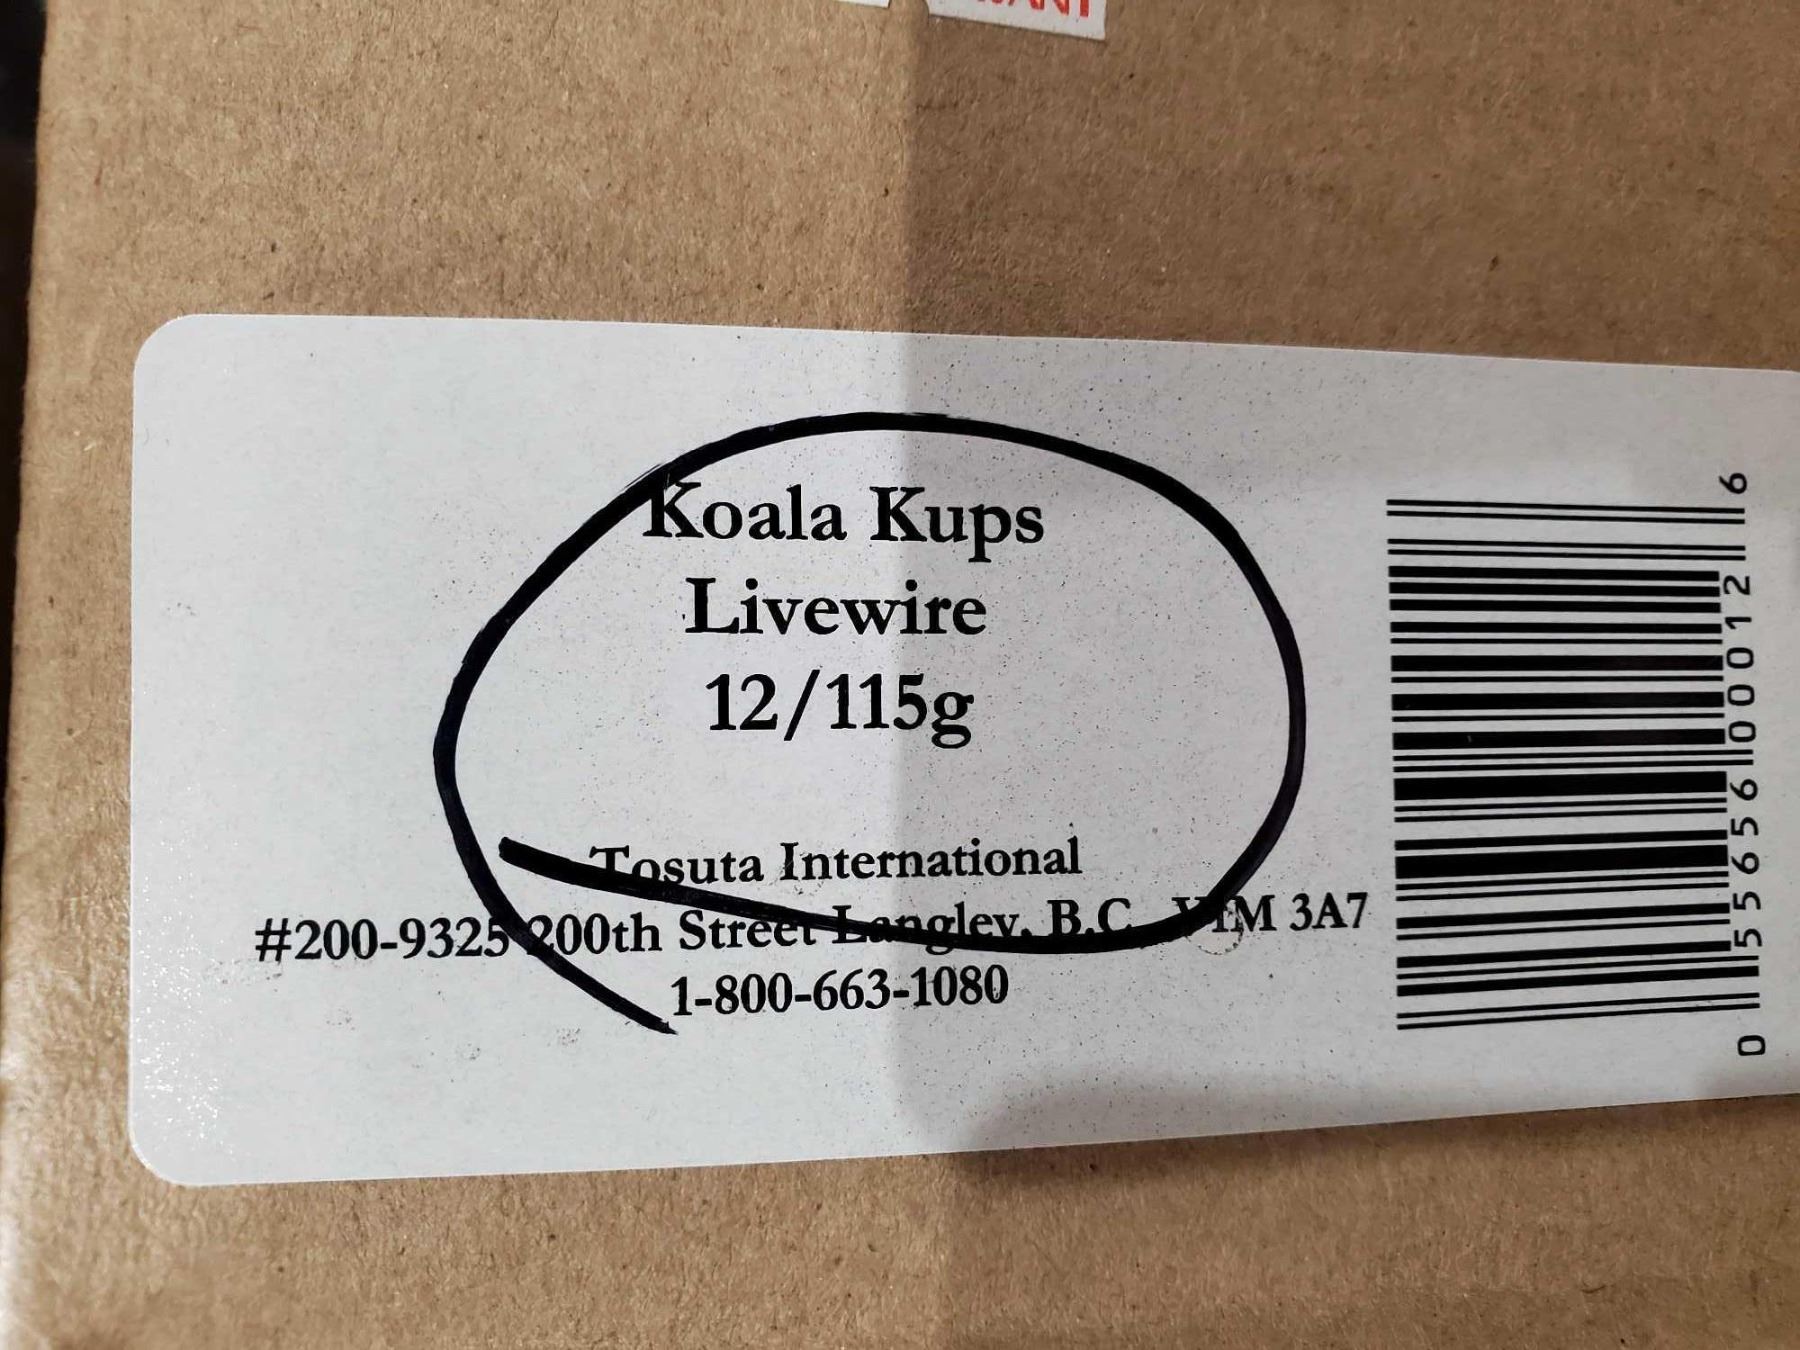 Koala Kups
Livewire
12/115g
Tosuta International
#200-9325 200th Street Langley, B.C. V1M 3A7
1-800-663-1080
0 55656 00012 6